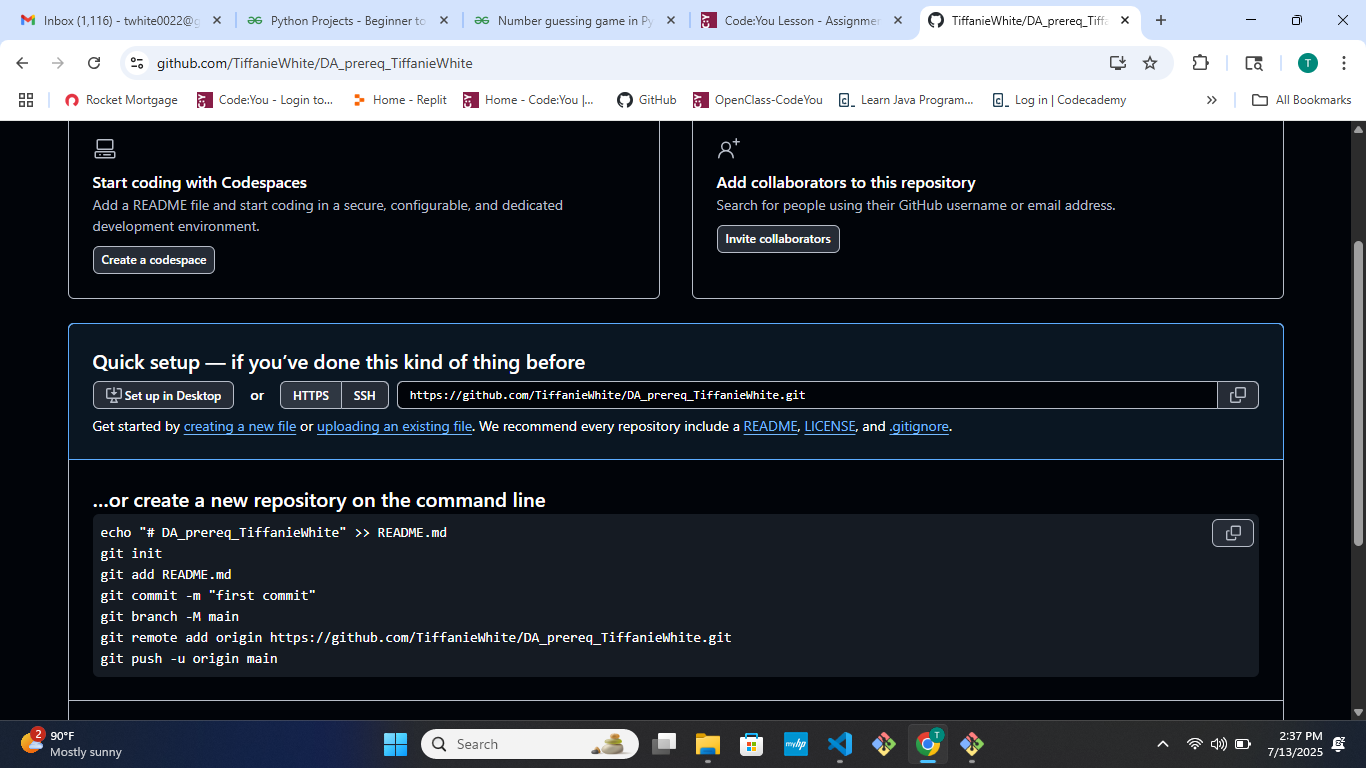 Inbox (1,116) - twhite0022@g
Python Projects - Beginner to
Number guessing game in Py
Code:You Lesson - Assignmen
TiffanieWhite/DA_prereq_Tiffa
github.com/TiffanieWhite/DA_prereq_TiffanieWhite
T
Rocket Mortgage
Code:You - Login to...
Home - Replit
Home - Code:You |...
GitHub
OpenClass-CodeYou
Learn Java Program...
Log in | Codecademy
All Bookmarks
Start coding with Codespaces
Add a README file and start coding in a secure, configurable, and dedicated
development environment.
Create a codespace
Add collaborators to this repository
Search for people using their GitHub username or email address.
Invite collaborators
Quick setup — if you've done this kind of thing before
Set up in Desktop or HTTPS SSH https://github.com/TiffanieWhite/DA_prereq_TiffanieWhite.git
Get started by creating a new file or uploading an existing file. We recommend every repository include a README, LICENSE, and .gitignore.
...or create a new repository on the command line
echo "# DA_prereq_TiffanieWhite" >> README.md
git init
git add README.md
git commit -m "first commit"
git branch -M main
git remote add origin https://github.com/TiffanieWhite/DA_prereq_TiffanieWhite.git
git push -u origin main
2
90°F
Mostly sunny
Search
myhp
T
2:37 PM
7/13/2025